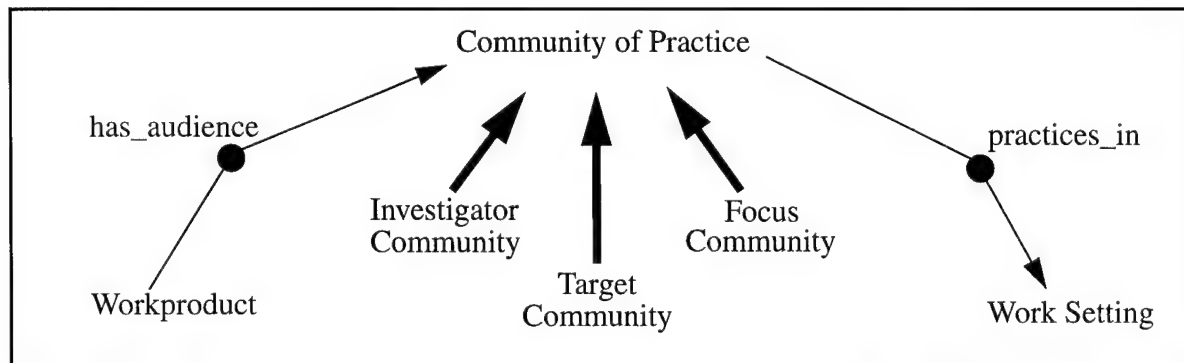 Community of Practice
has_audience
practices_in
Investigator
Community
Focus
Community
Target
Community
Workproduct
Work Setting